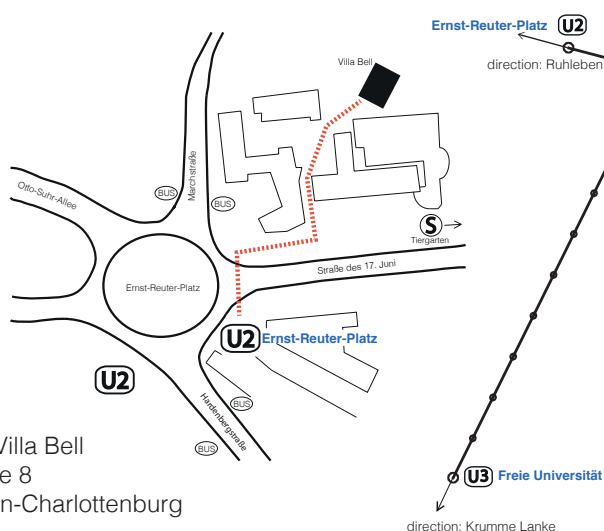 Ernst-Reuter-Platz U2
direction: Ruhleben
Villa Bell
Marchstraße
Otto-Suhr-Allee
BUS
BUS
S
Tiergarten
Straße des 17. Juni
Ernst-Reuter-Platz
U2 Ernst-Reuter-Platz
U2
BUS
Hardenbergstraße
BUS
Villa Bell
e 8
n-Charlottenburg
U3 Freie Universität
direction: Krumme Lanke